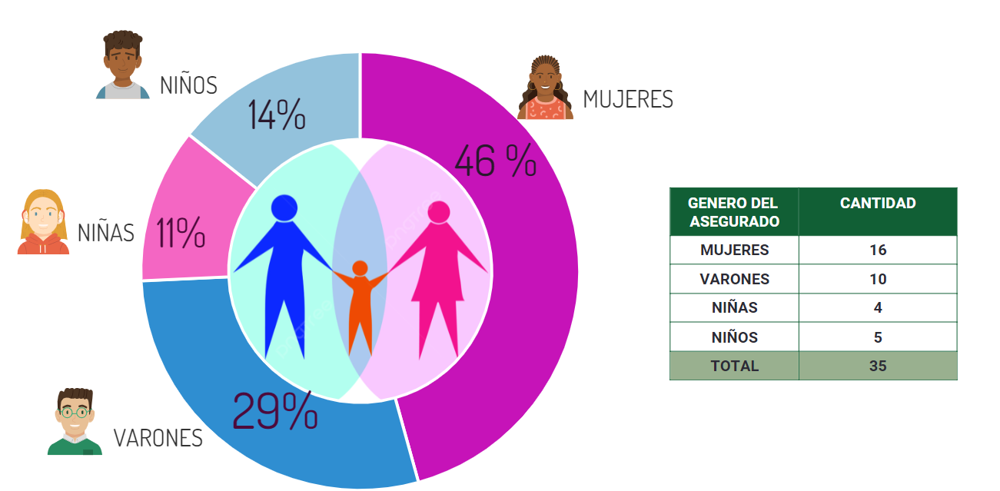 NIÑOS
14%
MUJERES
46 %
NIÑAS
11%
29%
VARONES
GENERO DEL ASEGURADO CANTIDAD
MUJERES 16
VARONES 10
NIÑAS 4
NIÑOS 5
TOTAL 35